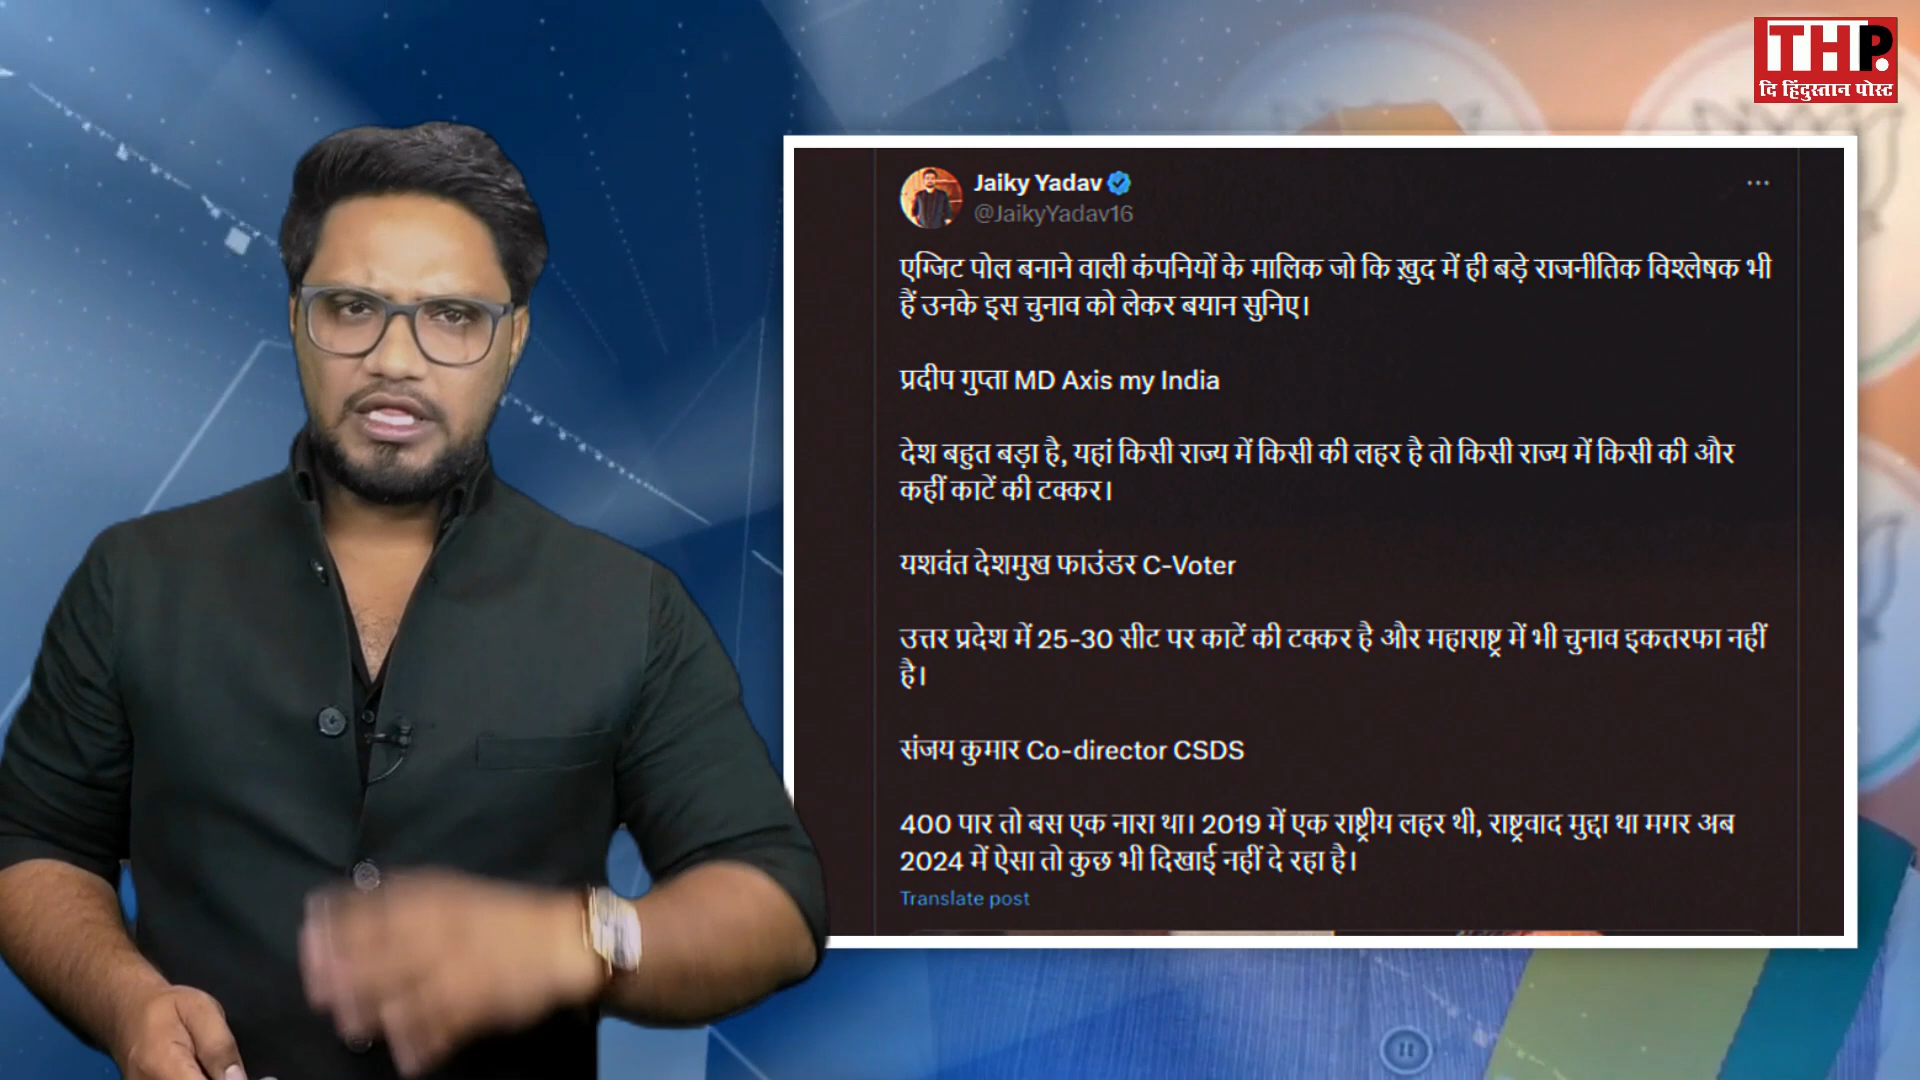 THP.
दि हिंदुस्तान पोस्ट
Jaiky Yadav
@JaikyYadav16
एग्जिट पोल बनाने वाली कंपनियों के मालिक जो कि ख़ुद में ही बड़े राजनीतिक विश्लेषक भी
हैं उनके इस चुनाव को लेकर बयान सुनिए।
प्रदीप गुप्ता MD Axis my India
देश बहुत बड़ा है, यहां किसी राज्य में किसी की लहर है तो किसी राज्य में किसी की और
कहीं काटें की टक्कर।
यशवंत देशमुख फाउंडर C-Voter
उत्तर प्रदेश में 25-30 सीट पर काटें की टक्कर है और महाराष्ट्र में भी चुनाव इकतरफा नहीं
है।
संजय कुमार Co-director CSDS
400 पार तो बस एक नारा था। 2019 में एक राष्ट्रीय लहर थी, राष्ट्रवाद मुद्दा था मगर अब
2024 में ऐसा तो कुछ भी दिखाई नहीं दे रहा है।
Translate post